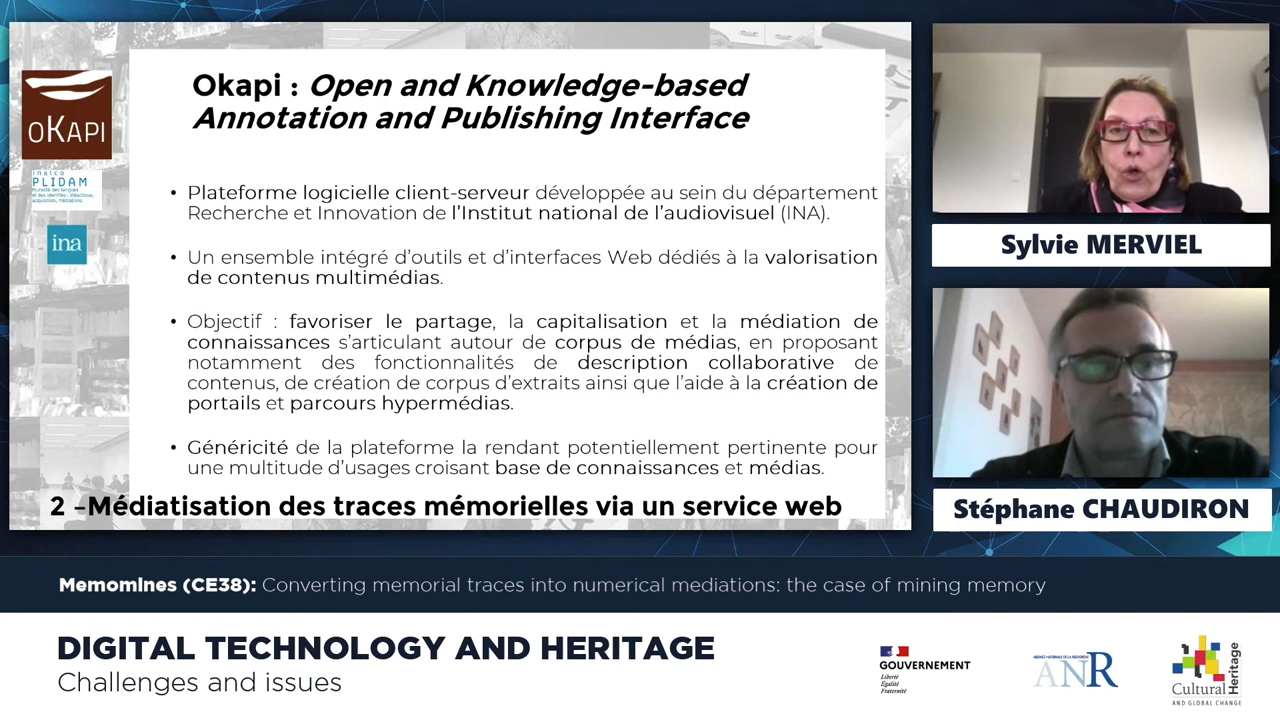 Okapi : Open and Knowledge-based
Annotation and Publishing Interface
OKAPI
inalco
PLIDAM
ina
• Plateforme logicielle client-serveur développée au sein du département
Recherche et Innovation de l’Institut national de l’audiovisuel (INA).
• Un ensemble intégré d’outils et d’interfaces Web dédiés à la valorisation
de contenus multimédias.
• Objectif : favoriser le partage, la capitalisation et la médiation de
connaissances s’articulant autour de corpus de médias, en proposant
notamment des fonctionnalités de description collaborative de
contenus, de création de corpus d’extraits ainsi que l’aide à la création de
portails et parcours hypermédias.
• Généricité de la plateforme la rendant potentiellement pertinente pour
une multitude d’usages croisant base de connaissances et médias.
2 –Médiatisation des traces mémorielles via un service web
Sylvie MERVIEL
Stéphane CHAUDIRON
MemoMines (CE38): Converting memorial traces into numerical mediations: the case of mining memory
DIGITAL TECHNOLOGY AND HERITAGE
Challenges and issues
GOUVERNEMENT
Liberté
Égalité
Fraternité
ANR
Cultural
Heritage
AND GLOBAL CHANGE